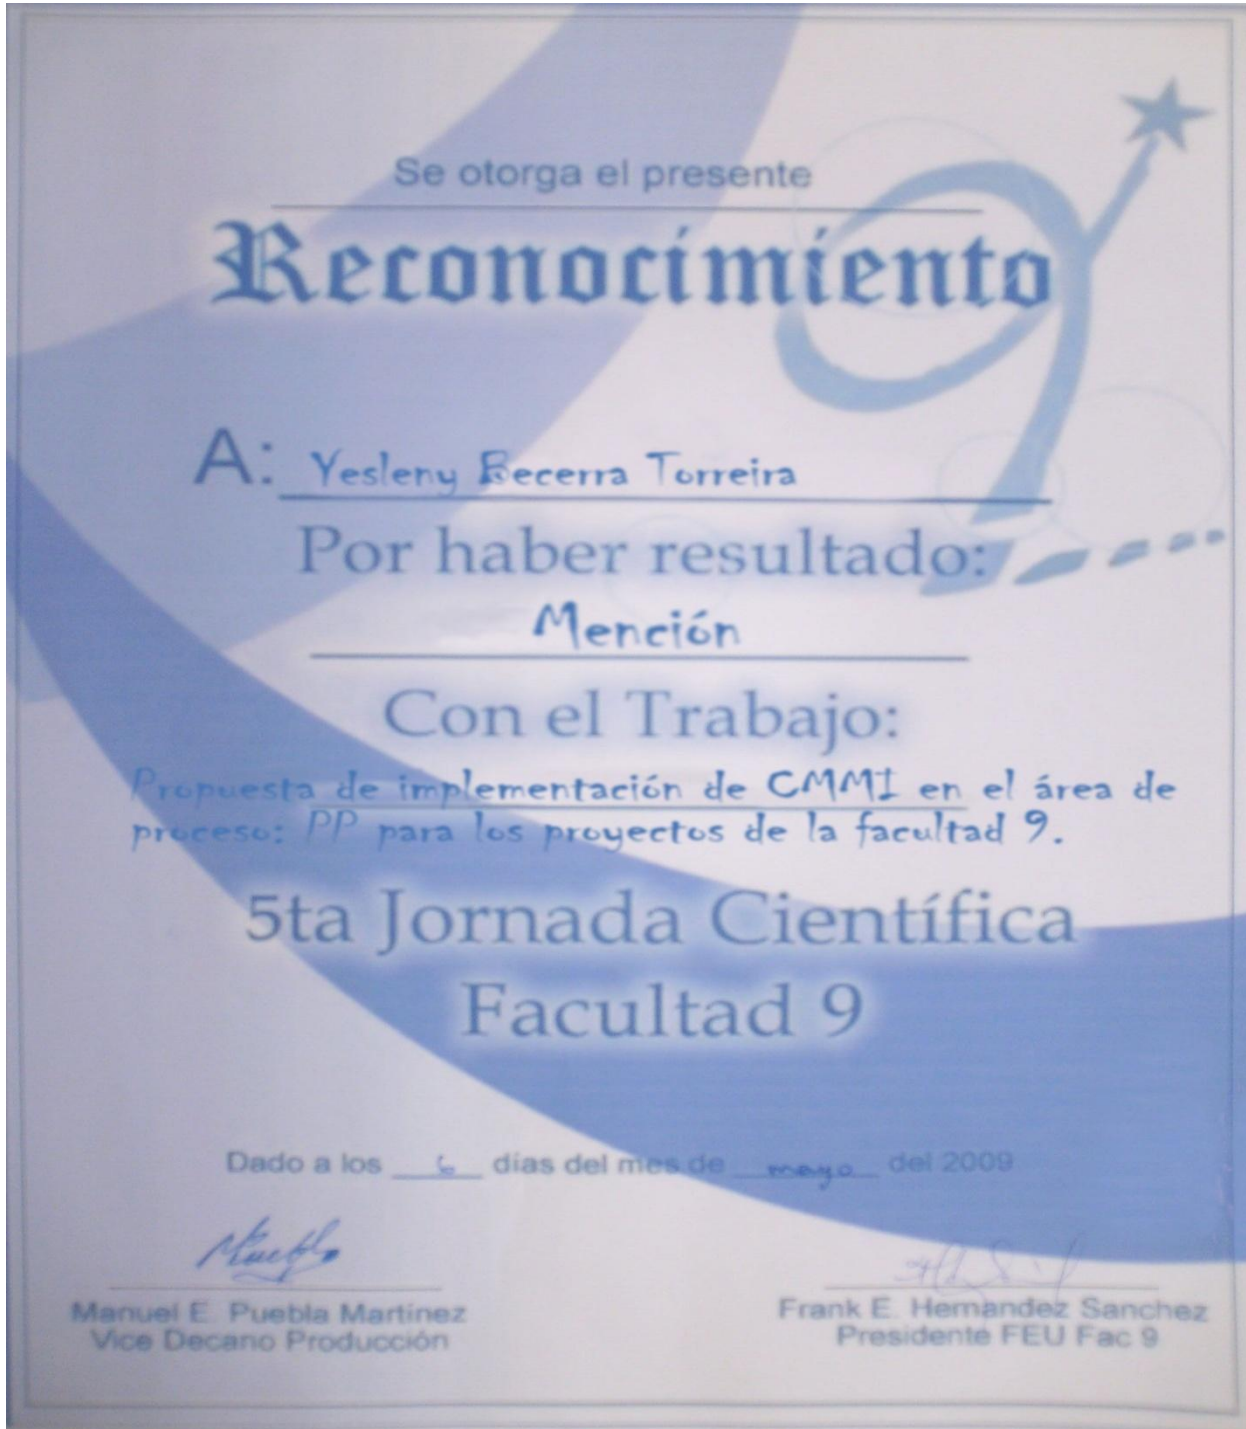 Se otorga el presente
Reconocimiento
A: Yesleny Becerra Torreira
Por haber resultado:
Mención
Con el Trabajo:
Propuesta de implementación de CMMI en el área de
proceso: PP para los proyectos de la facultad 9.
5ta Jornada Científica
Facultad 9
Dado a los 6 días del mes de mayo del 2009
Manuel E. Puebla Martínez
Vice Decano Producción
Frank E. Hernandez Sanchez
Presidente FEU Fac 9